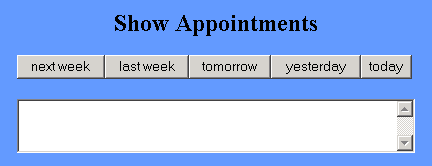 Show Appointments
next week last week tomorrow yesterday today